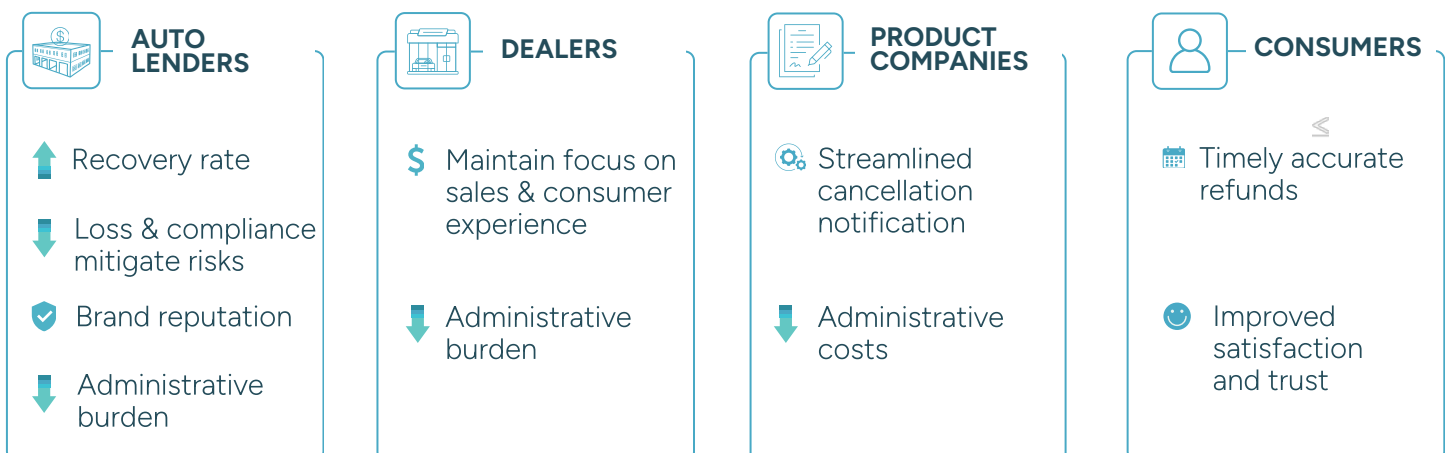 AUTO
LENDERS
Recovery rate
Loss & compliance
mitigate risks
Brand reputation
Administrative
burden
DEALERS
$ Maintain focus on
sales & consumer
experience
Administrative
burden
PRODUCT
COMPANIES
Streamlined
cancellation
notification
Administrative
costs
CONSUMERS
≤
Timely accurate
refunds
Improved
satisfaction
and trust